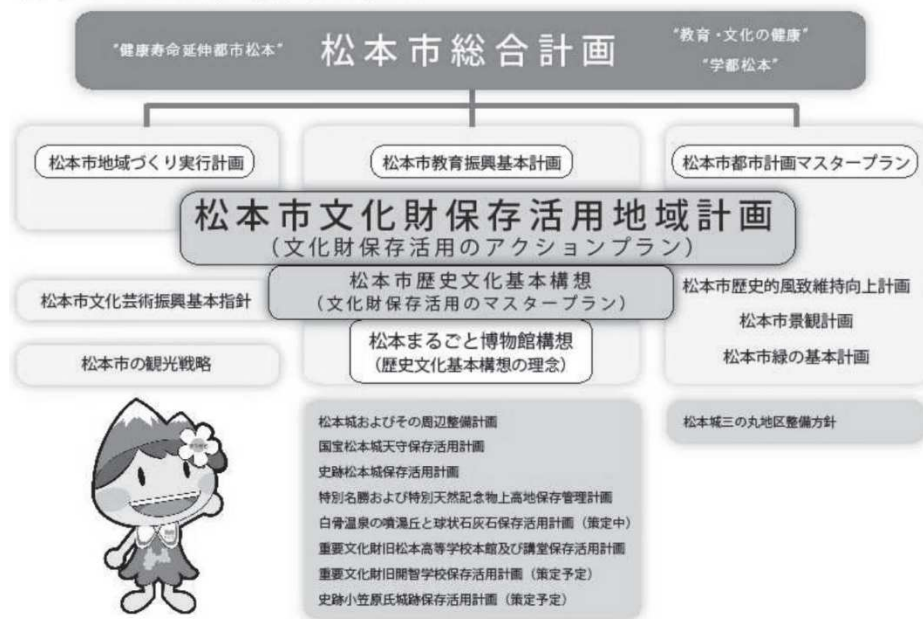 “健康寿命延伸都市松本”
松本市総合計画
“教育・文化の健康”
“学都松本”
松本市地域づくり実行計画
松本市教育振興基本計画
松本市都市計画マスタープラン
松本市文化財保存活用地域計画
(文化財保存活用のアクションプラン)
松本市歴史文化基本構想
(文化財保存活用のマスタープラン)
松本まるごと博物館構想
(歴史文化基本構想の理念)
松本市文化芸術振興基本指針
松本市の観光戦略
松本市歴史的風致維持向上計画
松本市景観計画
松本市緑の基本計画
松本城およびその周辺整備計画
国宝松本城天守保存活用計画
史跡松本城保存活用計画
特別名勝および特別天然記念物上高地保存管理計画
白骨温泉の噴湯丘と球状石灰石保存活用計画(策定中)
重要文化財旧松本高等学校本館及び講堂保存活用計画
重要文化財旧開智学校保存活用計画(策定予定)
史跡小笠原氏城跡保存活用計画(策定予定)
松本城三の丸地区整備方針